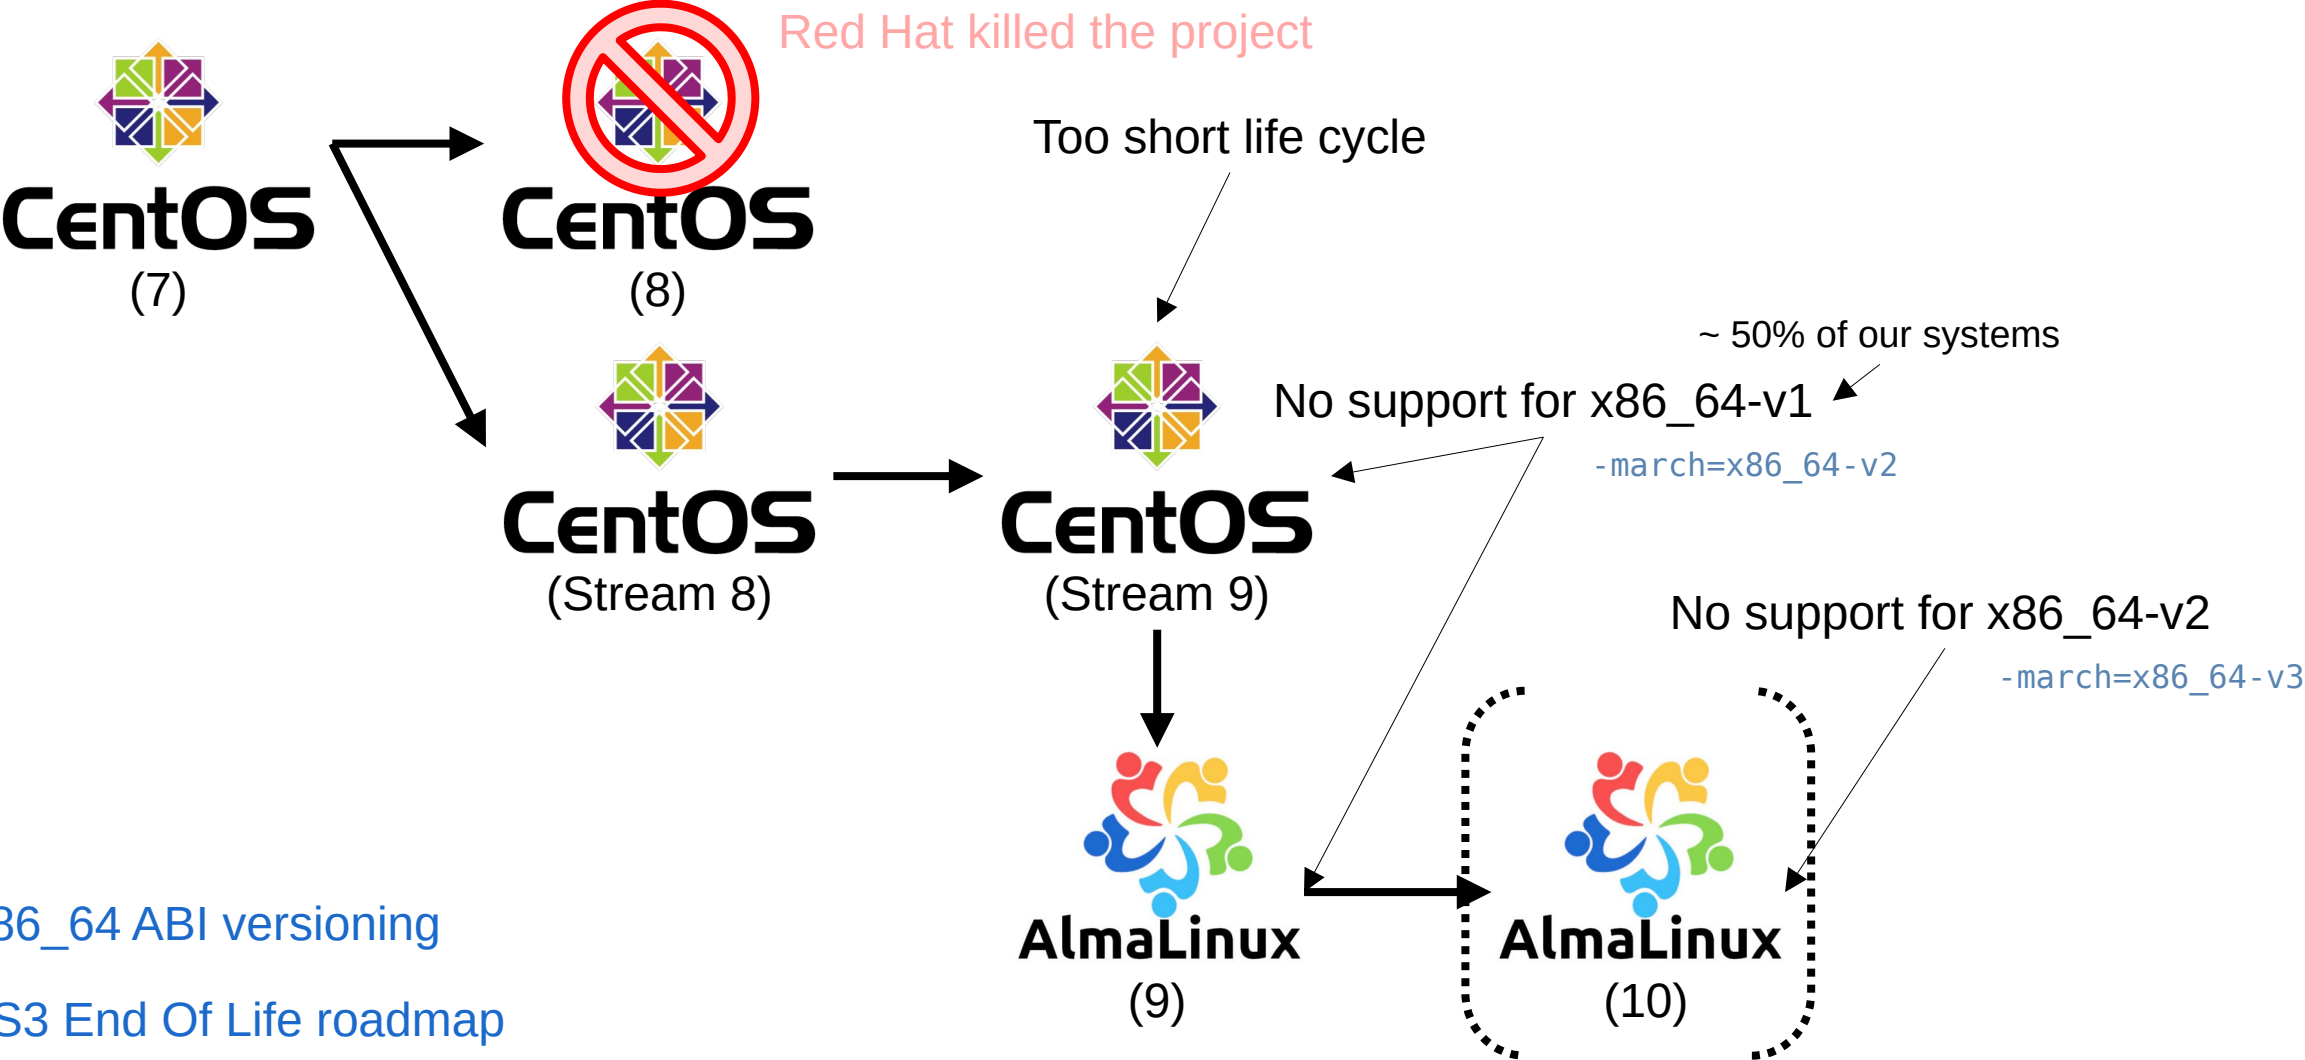 Red Hat killed the project
CentOS
(7)
CentOS
(8)
Too short life cycle
~ 50% of our systems
No support for x86_64-v1
-march=x86_64-v2
CentOS
(Stream 8)
CentOS
(Stream 9)
No support for x86_64-v2
-march=x86_64-v3
AlmaLinux
(9)
AlmaLinux
(10)
86_64 ABI versioning
S3 End Of Life roadmap